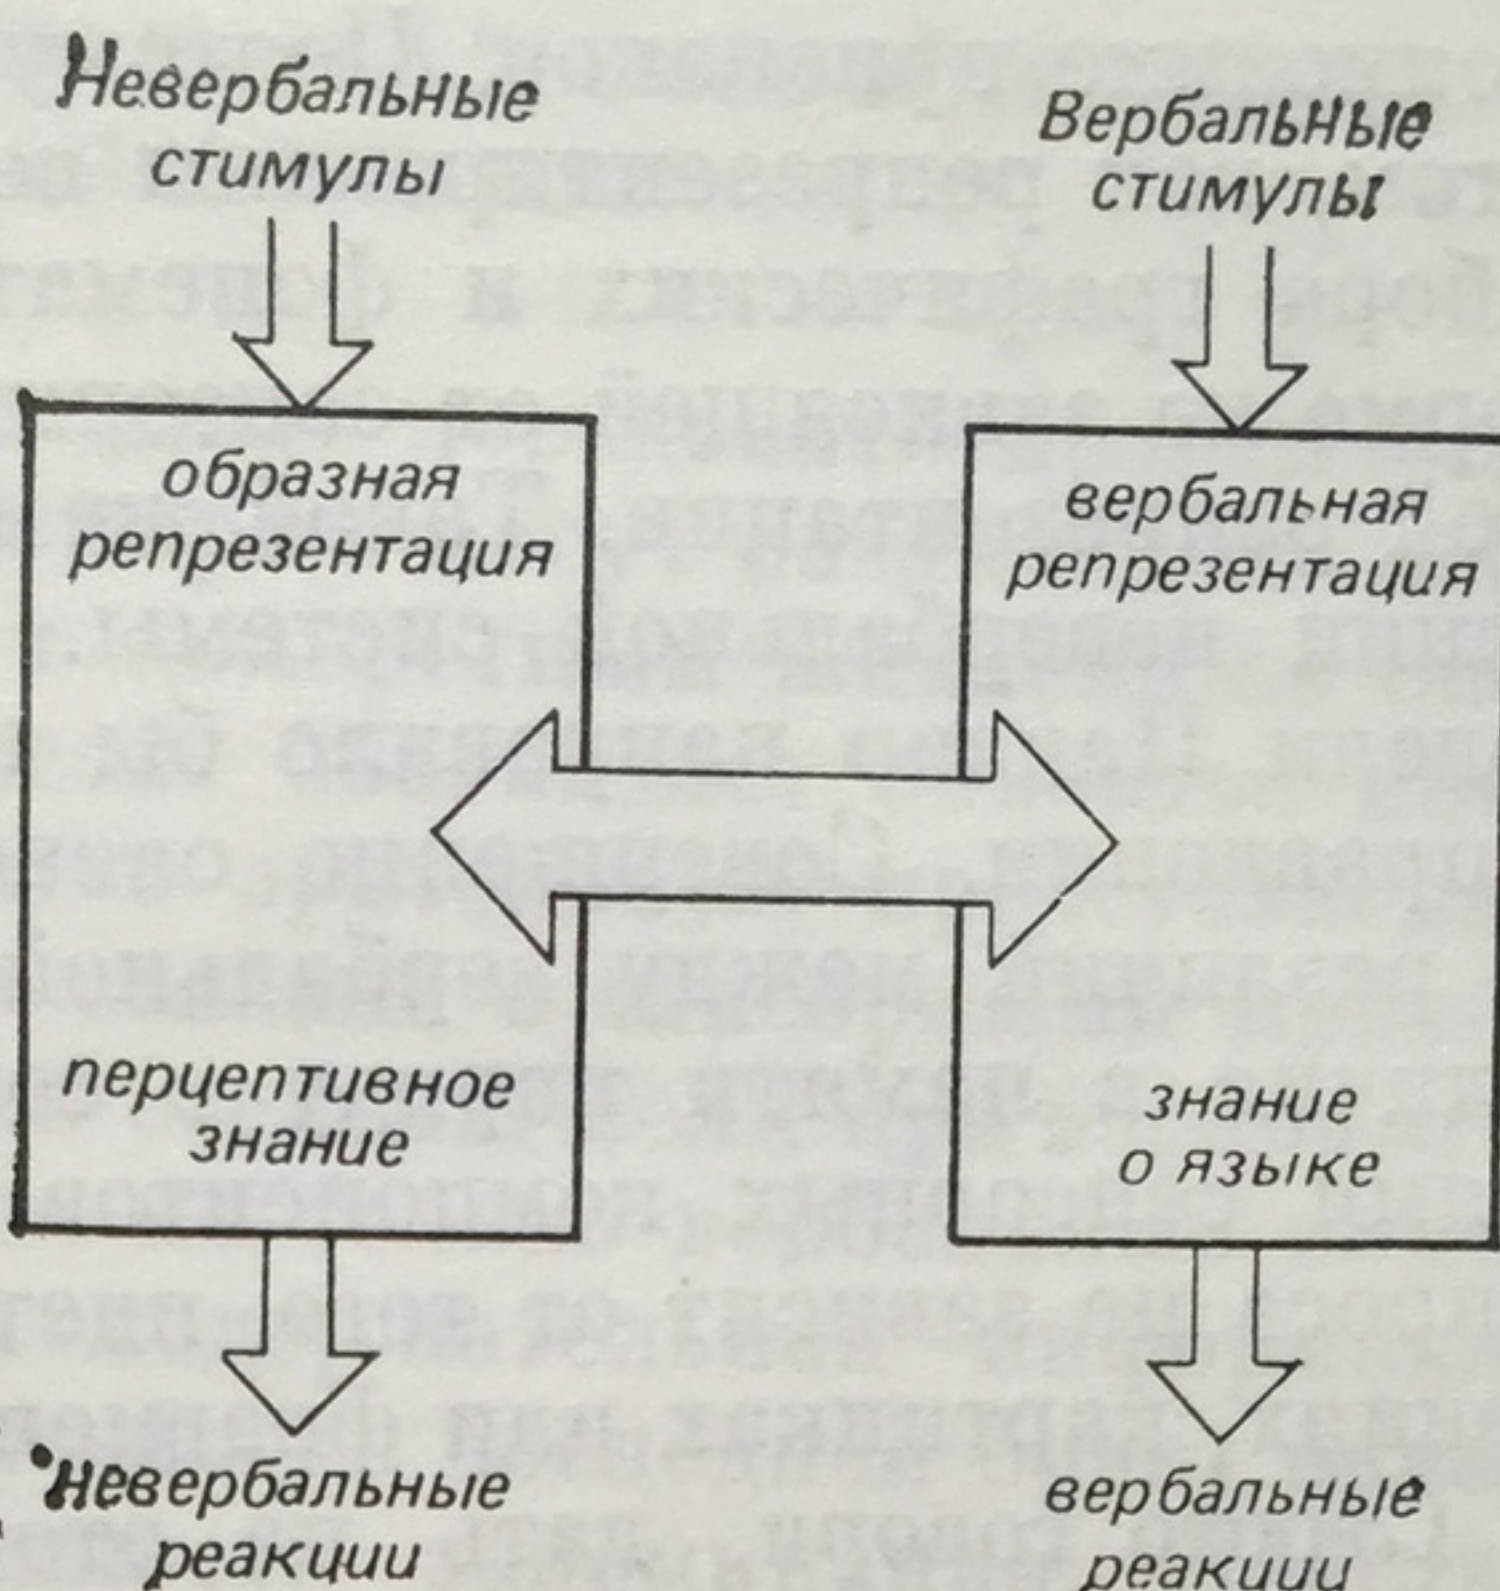 Невербальные
стимулы
Вербальные
стимулы
образная
репрезентация
вербальная
репрезентация
перцептивное
знание
знание
о языке
невербальные
реакции
вербальные
реакции